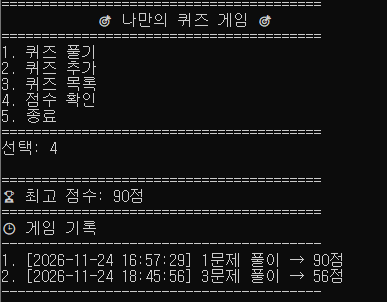 ========================================
🎯 나만의 퀴즈 게임 🎯
========================================
1. 퀴즈 풀기
2. 퀴즈 추가
3. 퀴즈 목록
4. 점수 확인
5. 종료
========================================
선택: 4
========================================
🏆 최고 점수: 90점
========================================
🕒 게임 기록
----------------------------------------
1. [2026-11-24 16:57:29] 1문제 풀이 → 90점
2. [2026-11-24 18:45:56] 3문제 풀이 → 56점
----------------------------------------